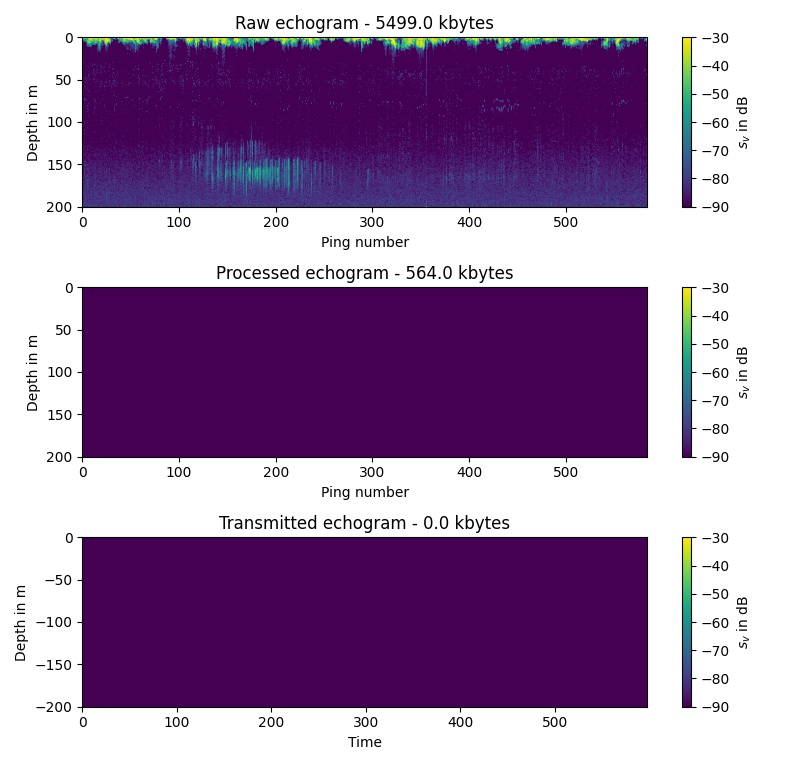 Raw echogram - 5499.0 kbytes
0
50
100
150
200
Depth in m
0 100 200 300 400 500
Ping number
−30
−40
−50
−60
−70
−80
−90
sv in dB
Processed echogram - 564.0 kbytes
0
50
100
150
200
Depth in m
0 100 200 300 400 500
Ping number
−30
−40
−50
−60
−70
−80
−90
sv in dB
Transmitted echogram - 0.0 kbytes
0
−50
−100
−150
−200
Depth in m
0 100 200 300 400 500
Time
−30
−40
−50
−60
−70
−80
−90
sv in dB